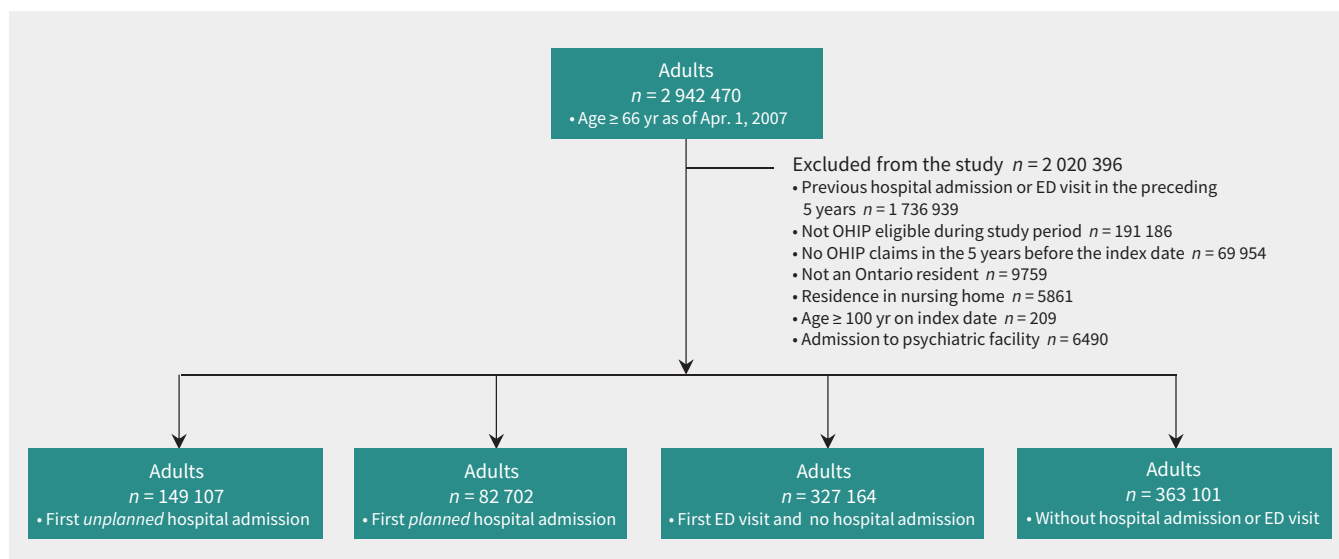 Adults
n = 2 942 470
• Age ≥ 66 yr as of Apr. 1, 2007
Excluded from the study n = 2 020 396
• Previous hospital admission or ED visit in the preceding
5 years n = 1 736 939
• Not OHIP eligible during study period n = 191 186
• No OHIP claims in the 5 years before the index date n = 69 954
• Not an Ontario resident n = 9759
• Residence in nursing home n = 5861
• Age ≥ 100 yr on index date n = 209
• Admission to psychiatric facility n = 6490
Adults
n = 149 107
• First unplanned hospital admission
Adults
n = 82 702
• First planned hospital admission
Adults
n = 327 164
• First ED visit and no hospital admission
Adults
n = 363 101
• Without hospital admission or ED visit